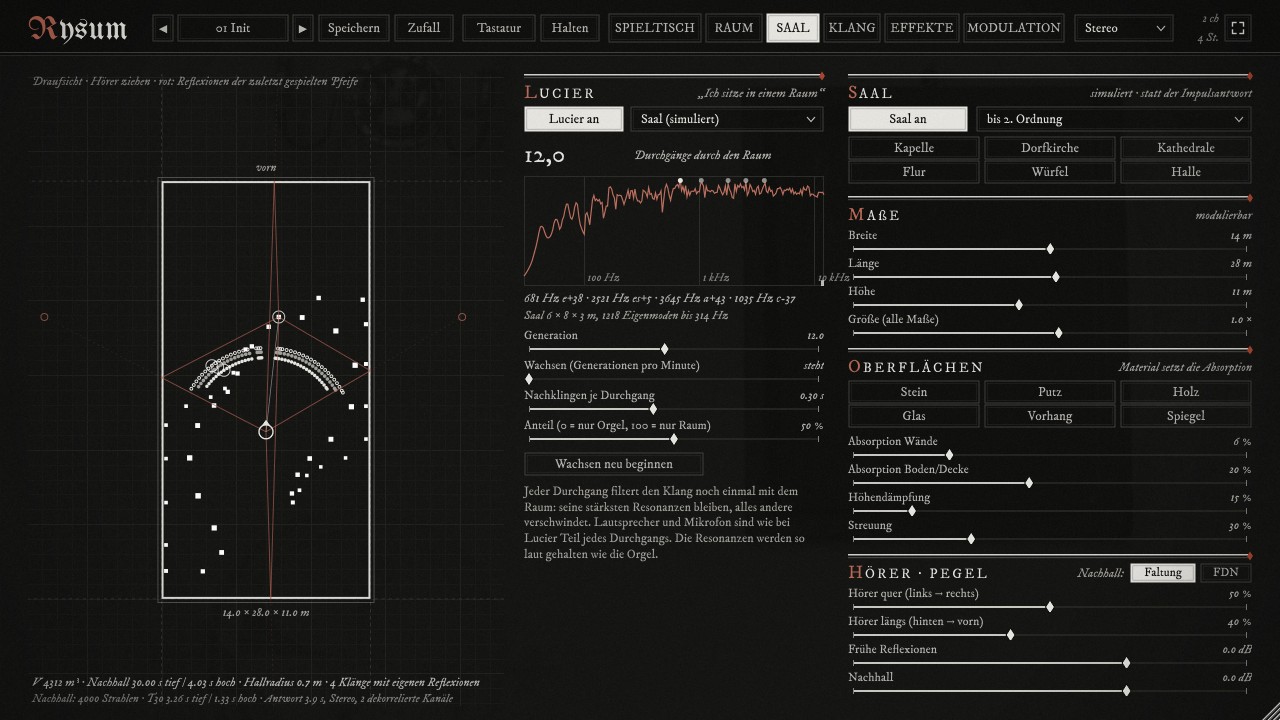 Rysum
◀ 01 Init ▶ Speichern Zufall Tastatur Halten SPIELTISCH RAUM SAAL KLANG EFFEKTE MODULATION Stereo 2 ch
4 St.
Draufsicht · Hörer ziehen · rot: Reflexionen der zuletzt gespielten Pfeife
vorn
14.0 × 28.0 × 11.0 m
V 4312 m³ · Nachhall 30.00 s tief / 4.03 s hoch · Hallradius 0.7 m · 4 Klänge mit eigenen Reflexionen
Nachhall: 4000 Strahlen · T30 3.26 s tief / 1.33 s hoch · Antwort 3.9 s, Stereo, 2 dekorrelierte Kanäle
LUCIER „Ich sitze in einem Raum“
Lucier an Saal (simuliert)
12,0 Durchgänge durch den Raum
100 Hz 1 kHz 10 kHz
681 Hz e+38 · 2521 Hz es+5 · 3645 Hz a+43 · 1035 Hz c-37
Saal 6 × 8 × 3 m, 1218 Eigenmoden bis 314 Hz
Generation 12.0
Wachsen (Generationen pro Minute) steht
Nachklingen je Durchgang 0.30 s
Anteil (0 = nur Orgel, 100 = nur Raum) 50 %
Wachsen neu beginnen
Jeder Durchgang filtert den Klang noch einmal mit dem
Raum: seine stärksten Resonanzen bleiben, alles andere
verschwindet. Lautsprecher und Mikrofon sind wie bei
Lucier Teil jedes Durchgangs. Die Resonanzen werden so
laut gehalten wie die Orgel.
SAAL simuliert · statt der Impulsantwort
Saal an bis 2. Ordnung
Kapelle Dorfkirche Kathedrale
Flur Würfel Halle
MAßE modulierbar
Breite 14 m
Länge 28 m
Höhe 11 m
Größe (alle Maße) 1.0 ×
OBERFLÄCHEN Material setzt die Absorption
Stein Putz Holz
Glas Vorhang Spiegel
Absorption Wände 6 %
Absorption Boden/Decke 20 %
Höhendämpfung 15 %
Streuung 30 %
HÖRER · PEGEL Nachhall: Faltung FDN
Hörer quer (links → rechts) 50 %
Hörer längs (hinten → vorn) 40 %
Frühe Reflexionen 0.0 dB
Nachhall 0.0 dB